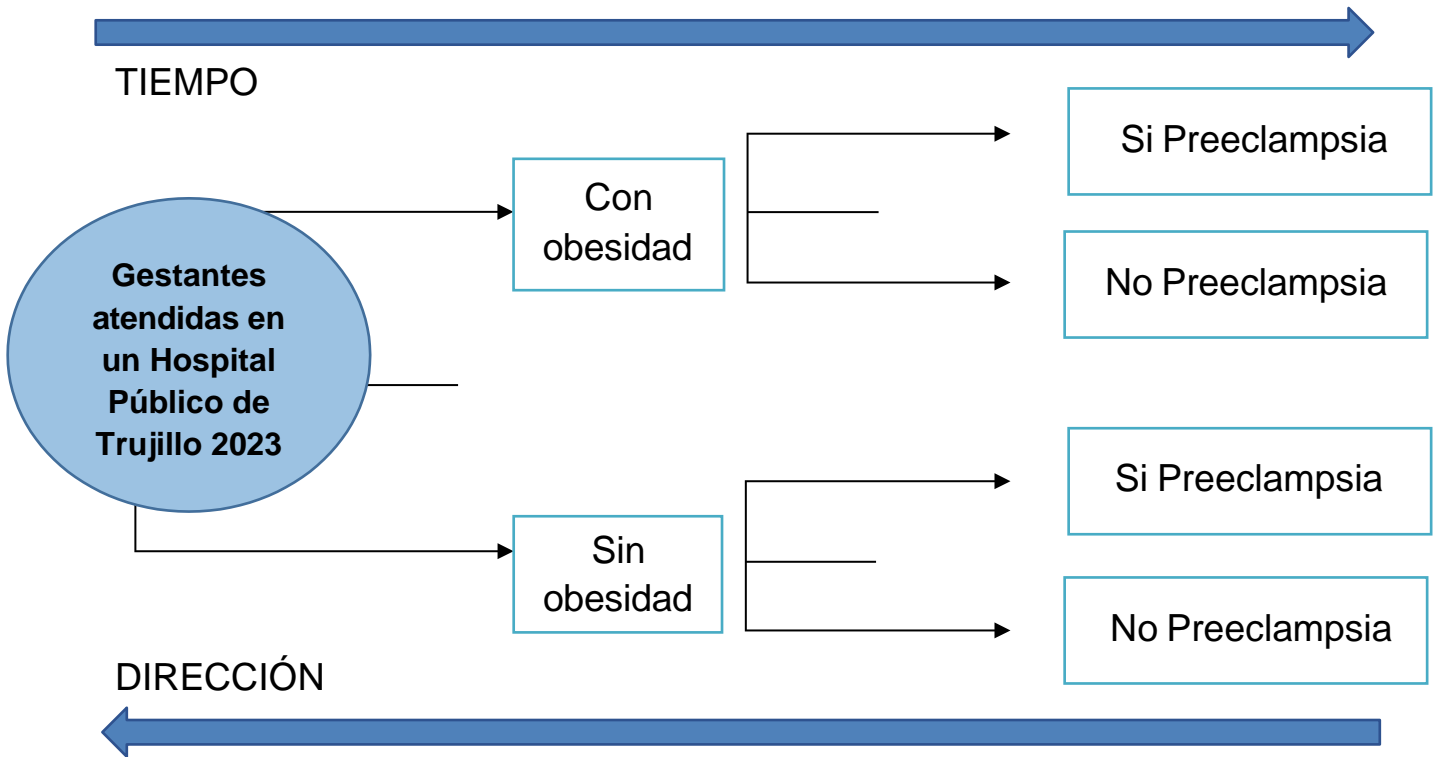 TIEMPO
Si Preeclampsia
Con
obesidad
No Preeclampsia
Gestantes
atendidas en
un Hospital
Público de
Trujillo 2023
Si Preeclampsia
Sin
obesidad
No Preeclampsia
DIRECCIÓN